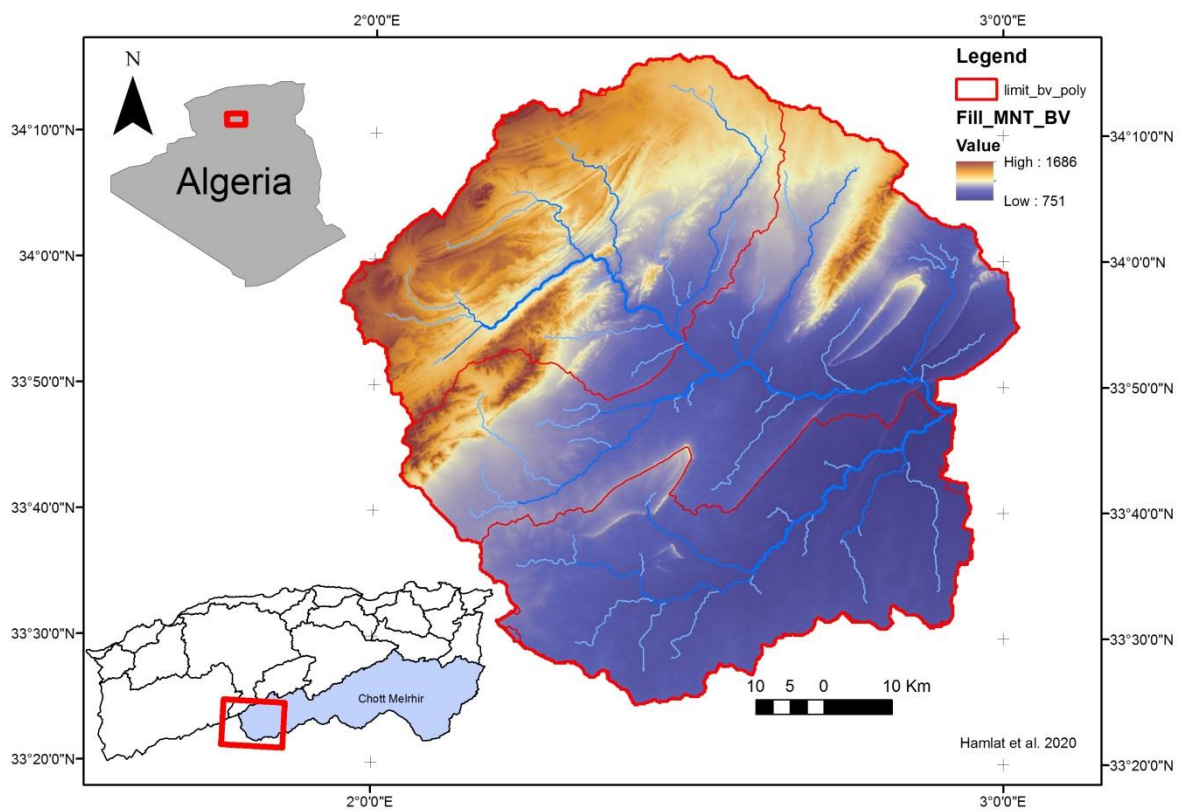 2°0'0"E 3°0'0"E
N
Algeria
Legend
limit_bv_poly
Fill_MNT_BV
Value
High : 1686
Low : 751
34°10'0"N 34°10'0"N
34°0'0"N 34°0'0"N
33°50'0"N 33°50'0"N
33°40'0"N 33°40'0"N
33°30'0"N 33°30'0"N
33°20'0"N 33°20'0"N
Chott Melrhir
10 5 0 10 Km
Hamlat et al. 2020
2°0'0"E 3°0'0"E